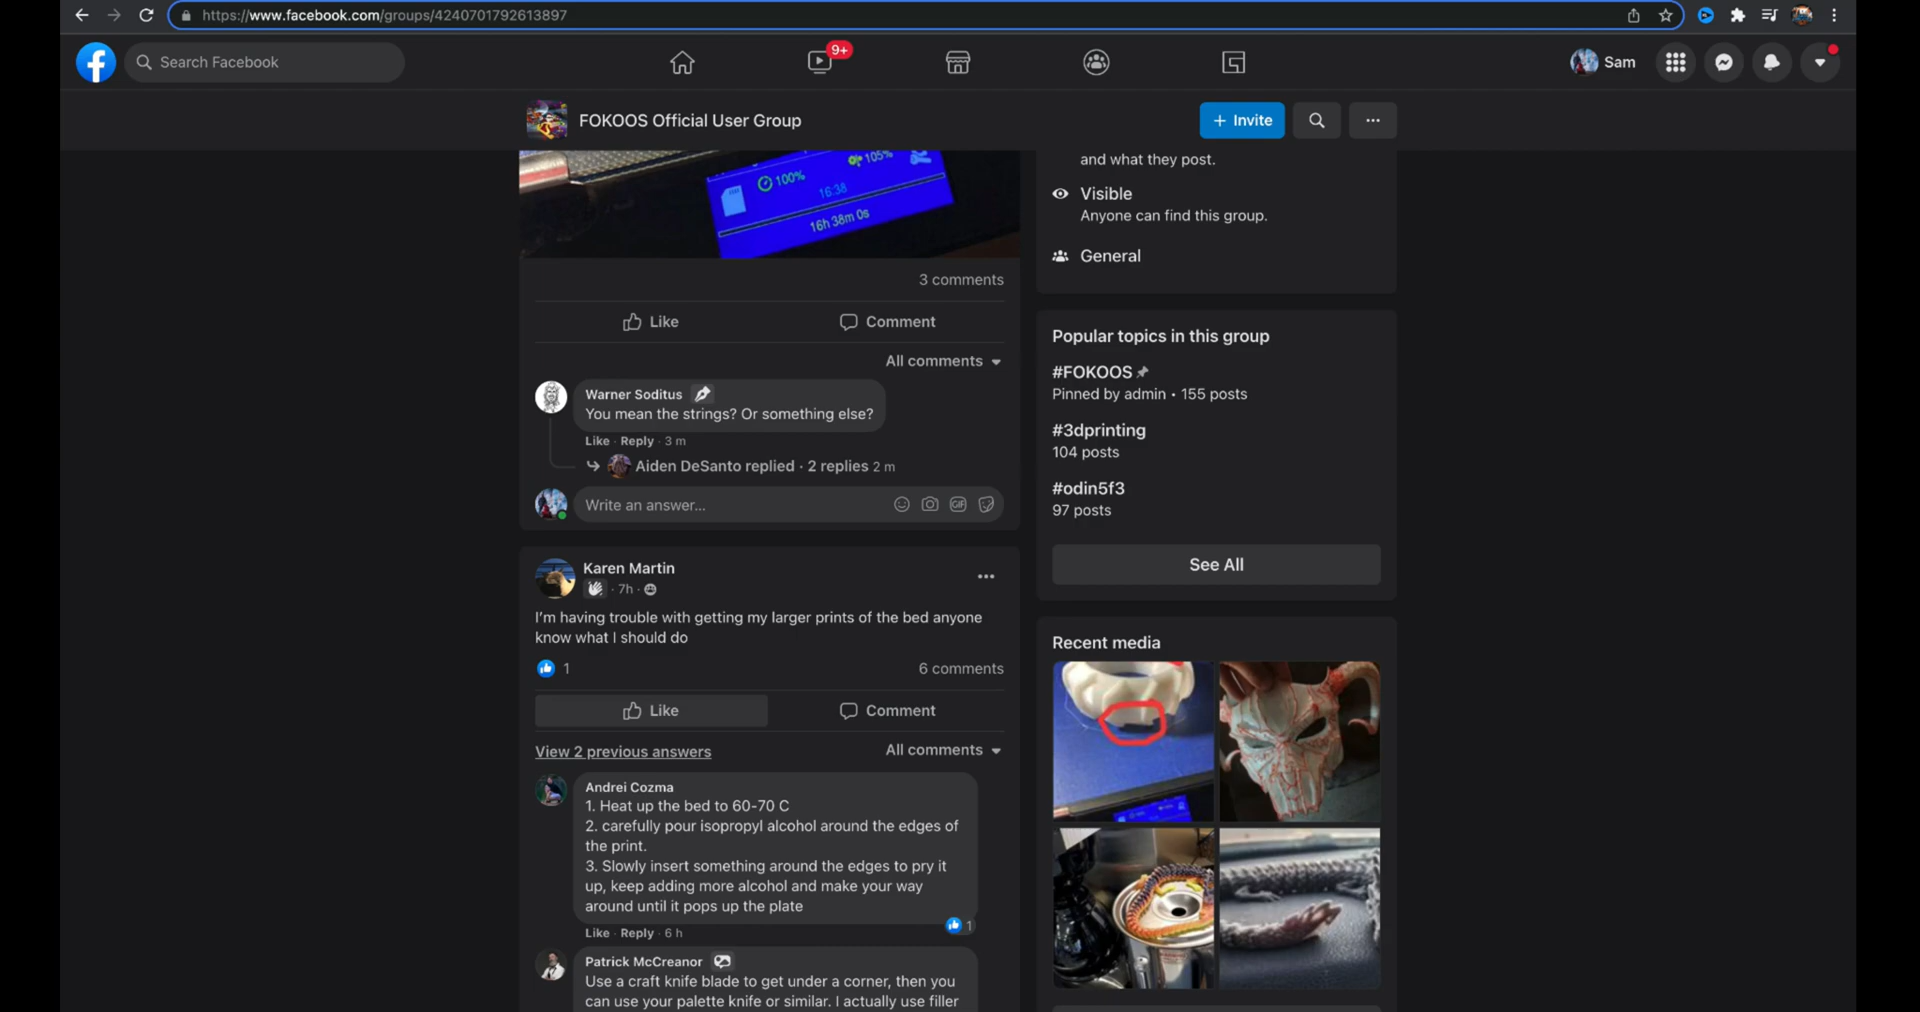 https://www.facebook.com/groups/4240701792613897
Search Facebook
9+
Sam
FOKOOS Official User Group
+ Invite
100%
105%
16:38
16h 38m 0s
3 comments
Like
Comment
All comments
Warner Soditus
You mean the strings? Or something else?
Like · Reply · 3 m
Aiden DeSanto replied · 2 replies 2 m
Write an answer...
GIF
Karen Martin
· 7h ·
I'm having trouble with getting my larger prints of the bed anyone
know what I should do
1
6 comments
Like
Comment
View 2 previous answers
All comments
Andrei Cozma
1. Heat up the bed to 60-70 C
2. carefully pour isopropyl alcohol around the edges of
the print.
3. Slowly insert something around the edges to pry it
up, keep adding more alcohol and make your way
around until it pops up the plate
1
Like · Reply · 6 h
Patrick McCreanor
Use a craft knife blade to get under a corner, then you
can use your palette knife or similar. I actually use filler
and what they post.
Visible
Anyone can find this group.
General
Popular topics in this group
#FOKOOS
Pinned by admin · 155 posts
#3dprinting
104 posts
#odin5f3
97 posts
See All
Recent media